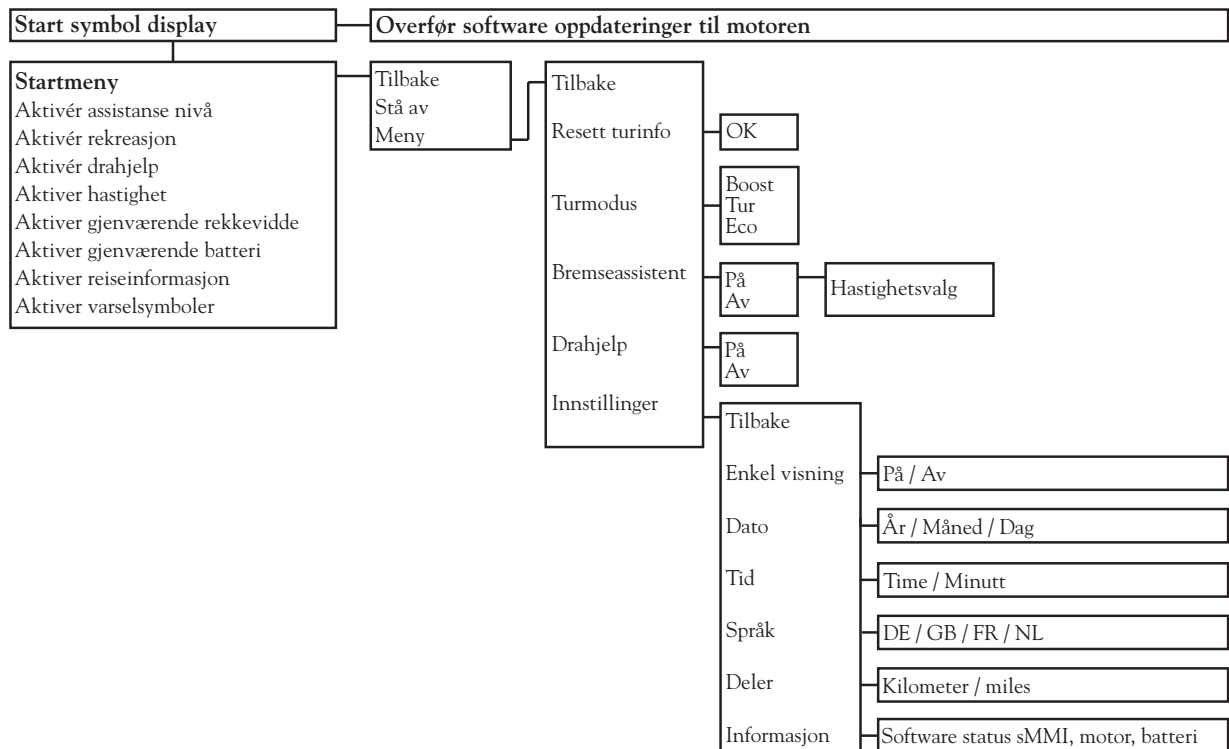 Start symbol display
Overfør software oppdateringer til motoren
Startmeny
Aktivér assistanse nivå
Aktivér rekreasjon
Aktivér drahjelp
Aktiver hastighet
Aktiver gjenværende rekkevidde
Aktiver gjenværende batteri
Aktiver reiseinformasjon
Aktiver varselsymboler
Tilbake
Stå av
Meny
Tilbake
Resett turinfo
OK
Turmodus
Boost
Tur
Eco
Bremseassistent
På
Av
Hastighetsvalg
Drahjelp
På
Av
Innstillinger
Tilbake
Enkel visning
På / Av
Dato
År / Måned / Dag
Tid
Time / Minutt
Språk
DE / GB / FR / NL
Deler
Kilometer / miles
Informasjon
Software status sMMI, motor, batteri